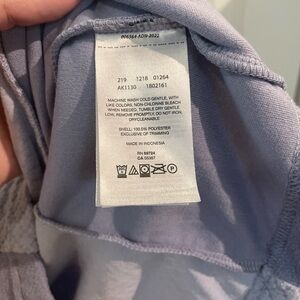 219 1218 01264
AK1130 1802161
MACHINE WASH COLD GENTLE, WITH
LIKE COLORS, NON-CHLORINE BLEACH
WHEN NEEDED, TUMBLE DRY GENTLE
LOW, REMOVE PROMPTLY, DO NOT IRON,
DRYCLEANABLE
SHELL: 100.0% POLYESTER
EXCLUSIVE OF TRIMMING
MADE IN INDONESIA
RN 54724
CA 55367